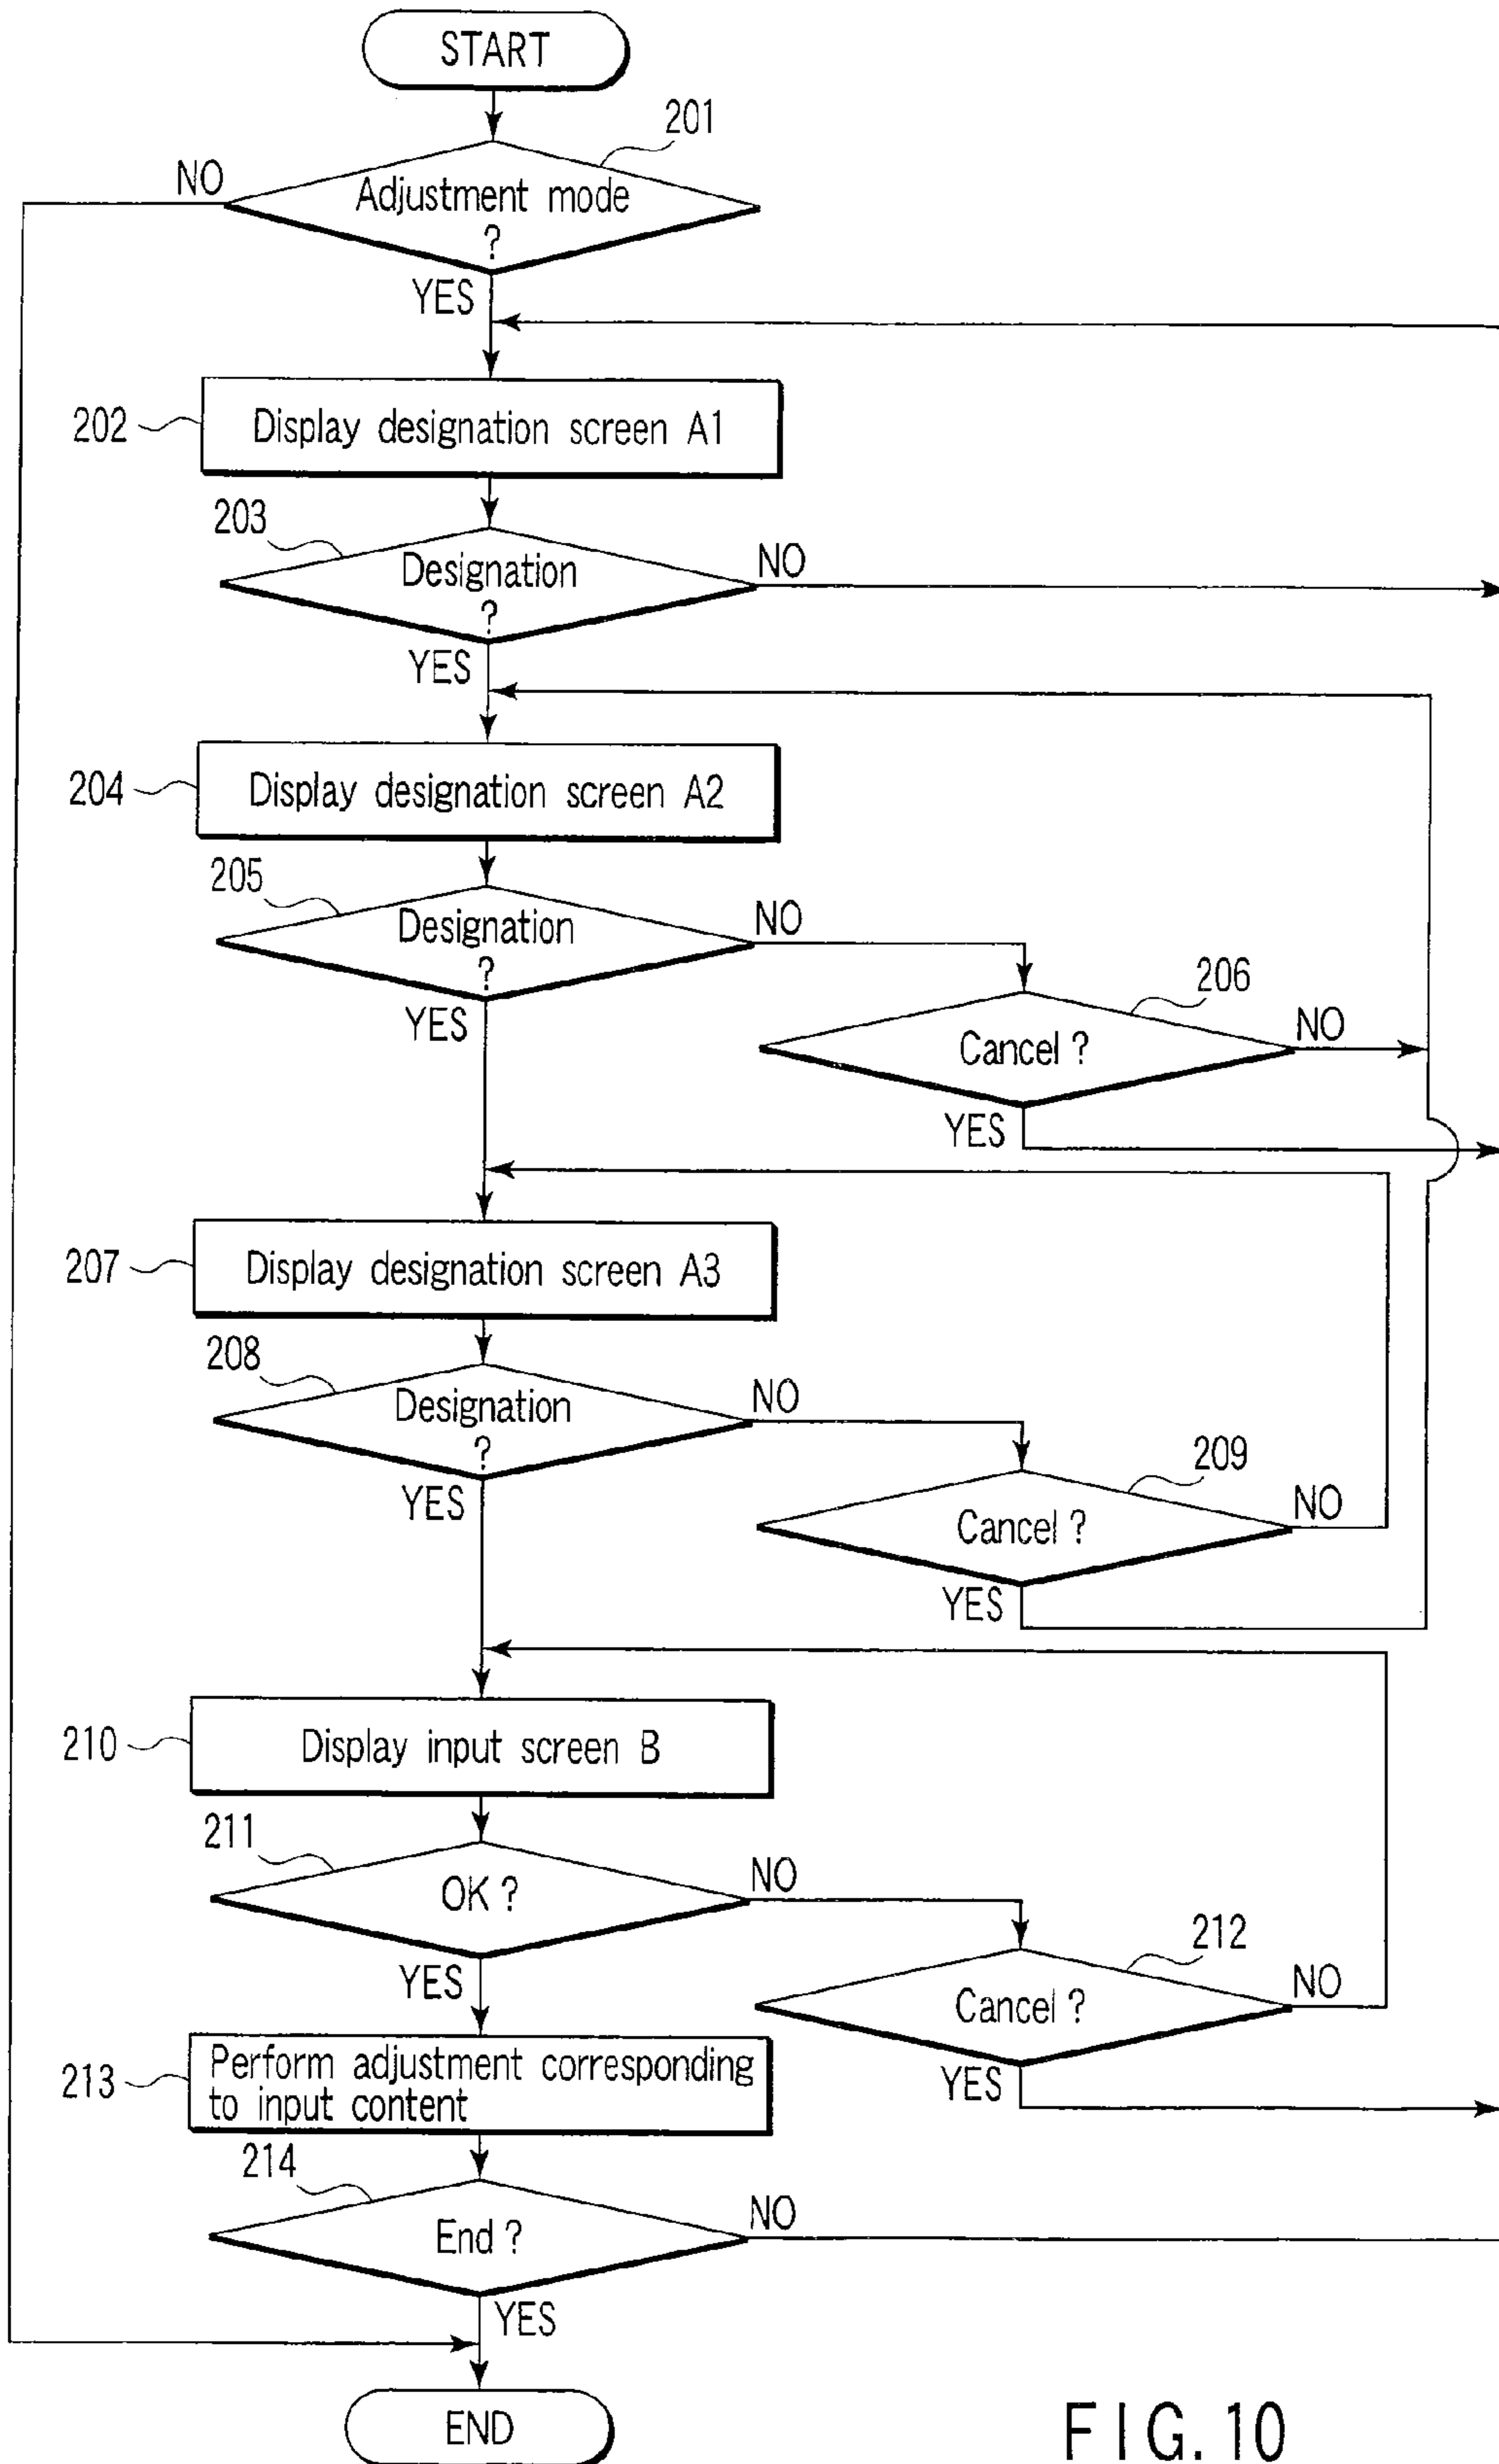 START
201
NO
Adjustment mode
?
YES
202
Display designation screen A1
203
Designation
?
NO
YES
204
Display designation screen A2
205
Designation
?
NO
YES
206
Cancel ?
NO
YES
207
Display designation screen A3
208
Designation
?
NO
YES
209
Cancel ?
NO
YES
210
Display input screen B
211
OK ?
NO
YES
212
Cancel ?
NO
YES
213
Perform adjustment corresponding
to input content
214
End ?
NO
YES
END
FIG. 10